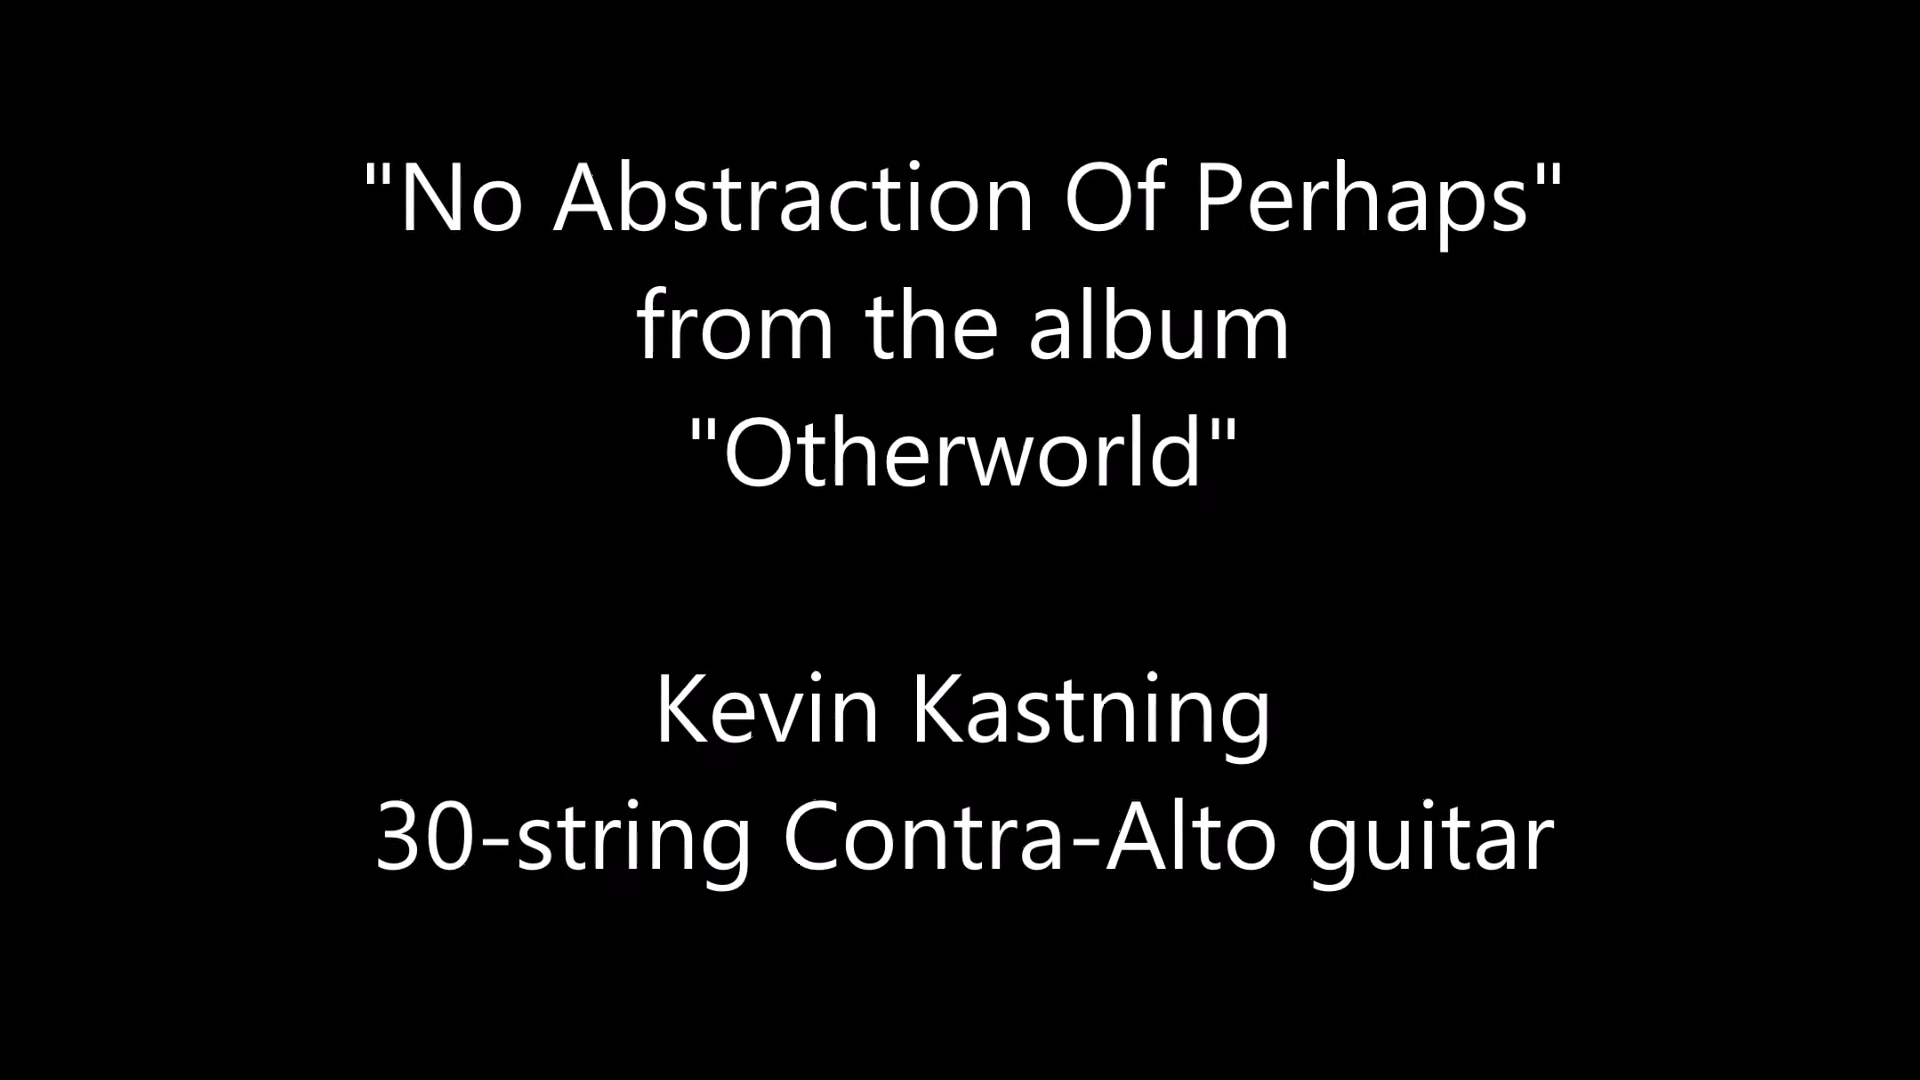 "No Abstraction Of Perhaps"
from the album
"Otherworld"
Kevin Kastning
30-string Contra-Alto guitar